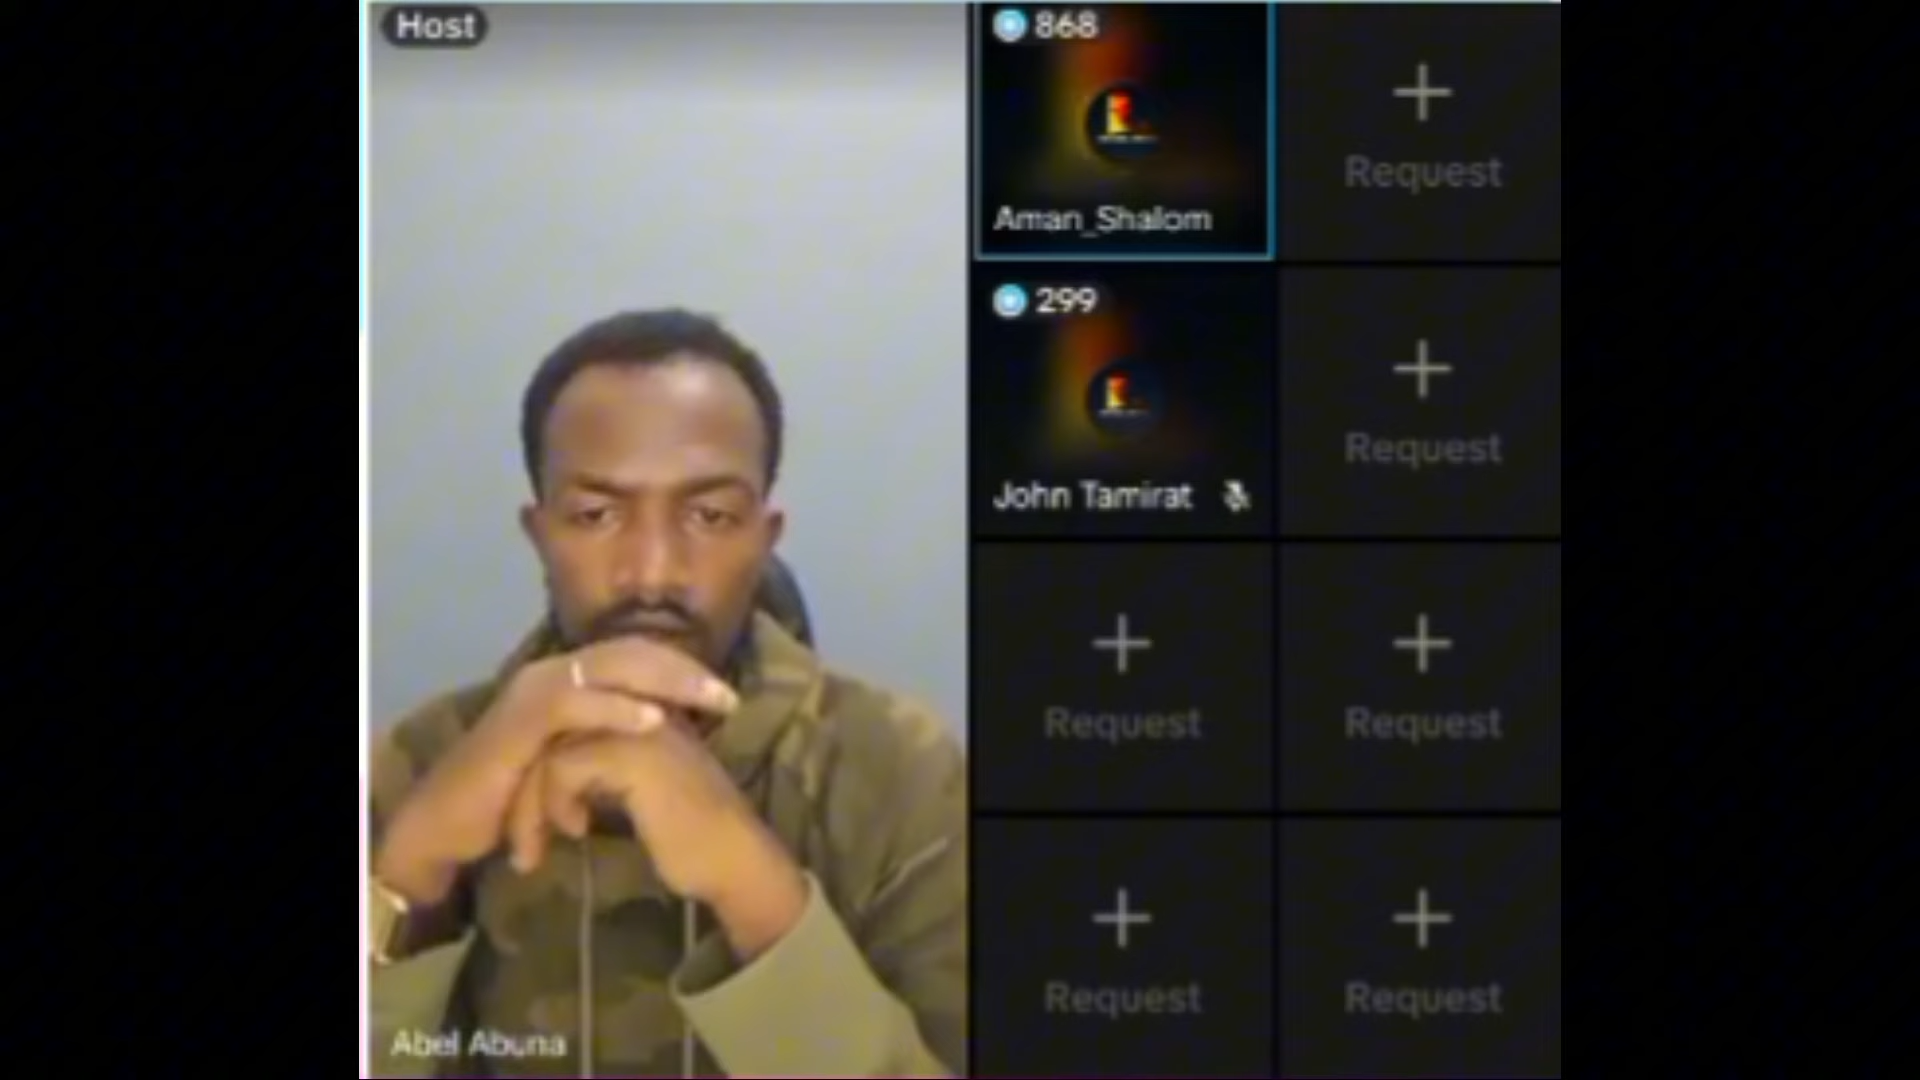 Host
868
Request
Aman_Shalom
299
Request
John Tamirat
Request
Request
Request
Request
Abel Abuna